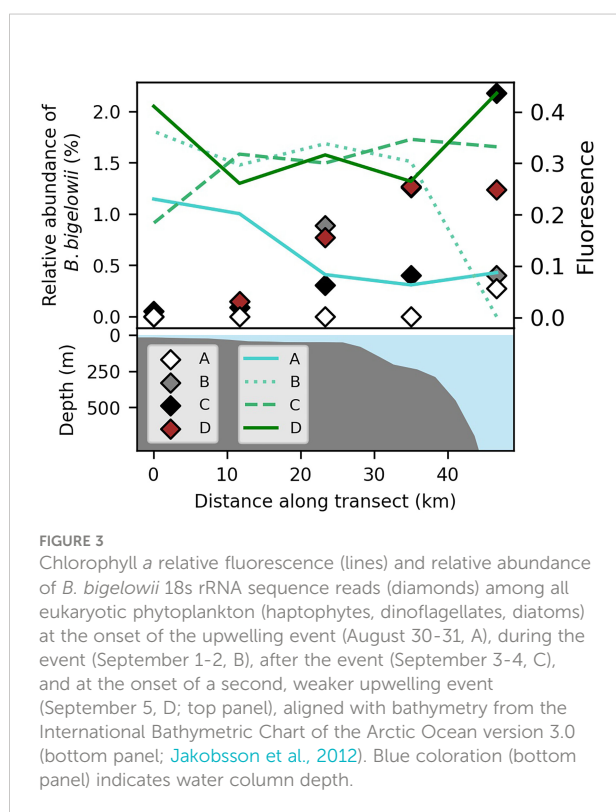 Relative abundance of
B. bigelowii (%)
2.0
1.5
1.0
0.5
0.0
0.4
0.3
0.2
0.1
0.0
Fluoresence
Depth (m)
0
250
500
A
B
C
D
A
B
C
D
0
10
20
30
40
Distance along transect (km)
FIGURE 3
Chlorophyll a relative fluorescence (lines) and relative abundance
of B. bigelowii 18s rRNA sequence reads (diamonds) among all
eukaryotic phytoplankton (haptophytes, dinoflagellates, diatoms)
at the onset of the upwelling event (August 30-31, A), during the
event (September 1-2, B), after the event (September 3-4, C),
and at the onset of a second, weaker upwelling event
(September 5, D; top panel), aligned with bathymetry from the
International Bathymetric Chart of the Arctic Ocean version 3.0
(bottom panel; Jakobsson et al., 2012). Blue coloration (bottom
panel) indicates water column depth.